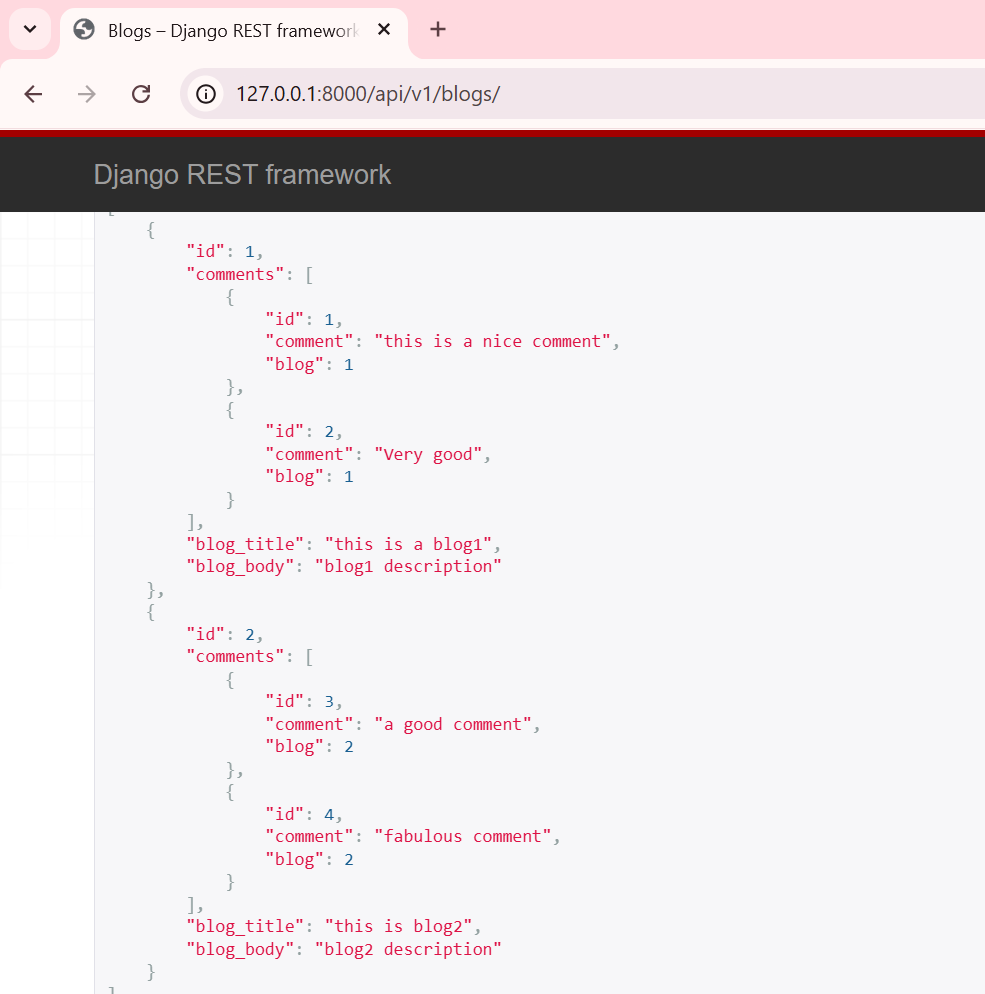 Blogs – Django REST framework
127.0.0.1:8000/api/v1/blogs/
Django REST framework
[
{
"id": 1,
"comments": [
{
"id": 1,
"comment": "this is a nice comment",
"blog": 1
},
{
"id": 2,
"comment": "Very good",
"blog": 1
}
],
"blog_title": "this is a blog1",
"blog_body": "blog1 description"
},
{
"id": 2,
"comments": [
{
"id": 3,
"comment": "a good comment",
"blog": 2
},
{
"id": 4,
"comment": "fabulous comment",
"blog": 2
}
],
"blog_title": "this is blog2",
"blog_body": "blog2 description"
}
]